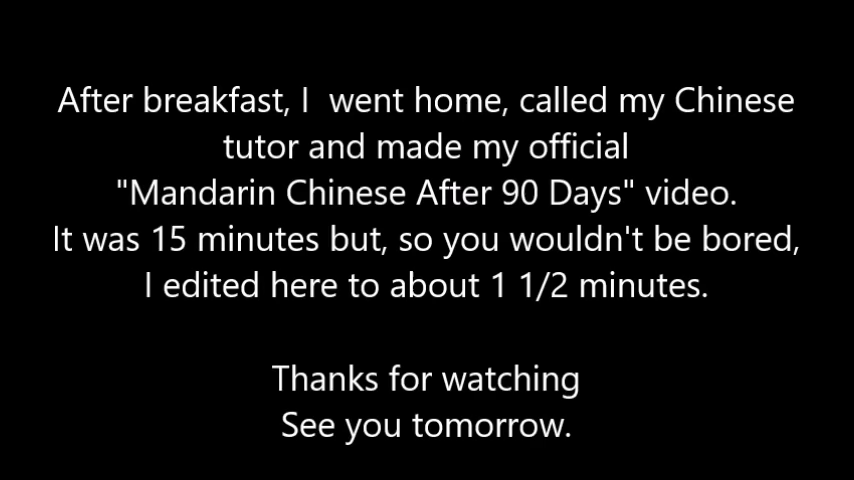 After breakfast, I  went home, called my Chinese
tutor and made my official
"Mandarin Chinese After 90 Days" video.
It was 15 minutes but, so you wouldn't be bored,
I edited here to about 1 1/2 minutes.
Thanks for watching
See you tomorrow.